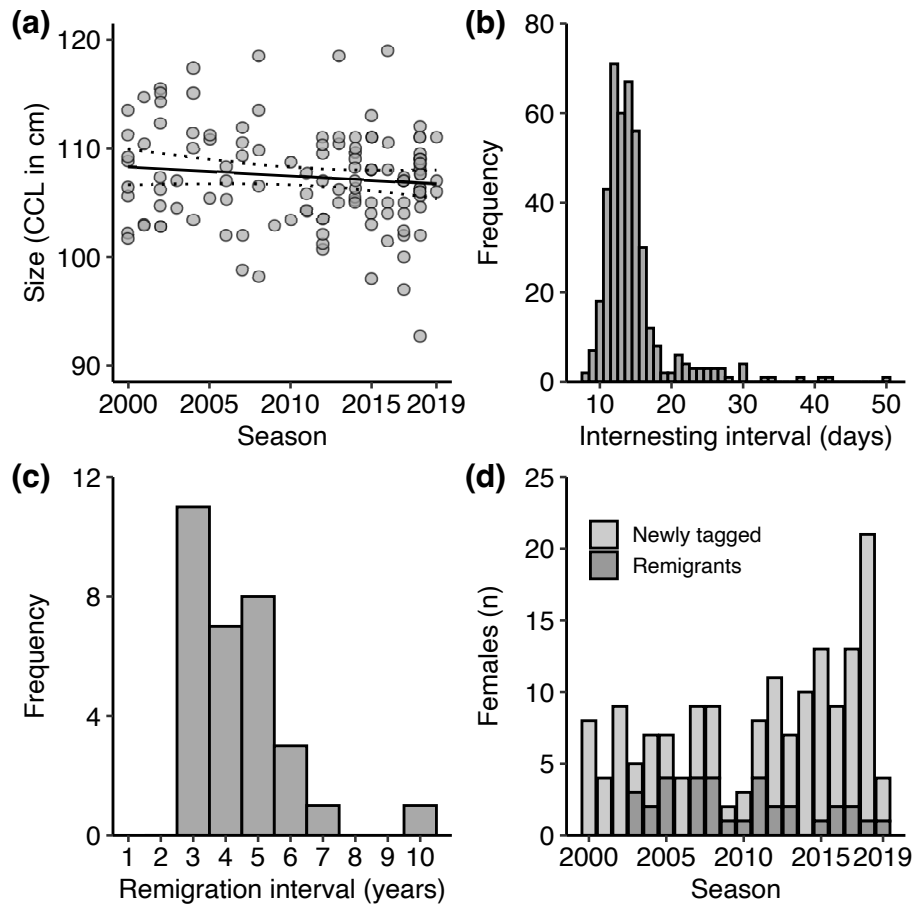 (a)
120
110
100
90
Size (CCL in cm)
2000 2005 2010 2015 2019
Season
(b)
80
60
40
20
0
Frequency
10 20 30 40 50
Internesting interval (days)
(c)
12
8
4
0
Frequency
1 2 3 4 5 6 7 8 9 10
Remigration interval (years)
(d)
25
20
15
10
5
0
Females (n)
Newly tagged
Remigrants
2000 2005 2010 2015 2019
Season